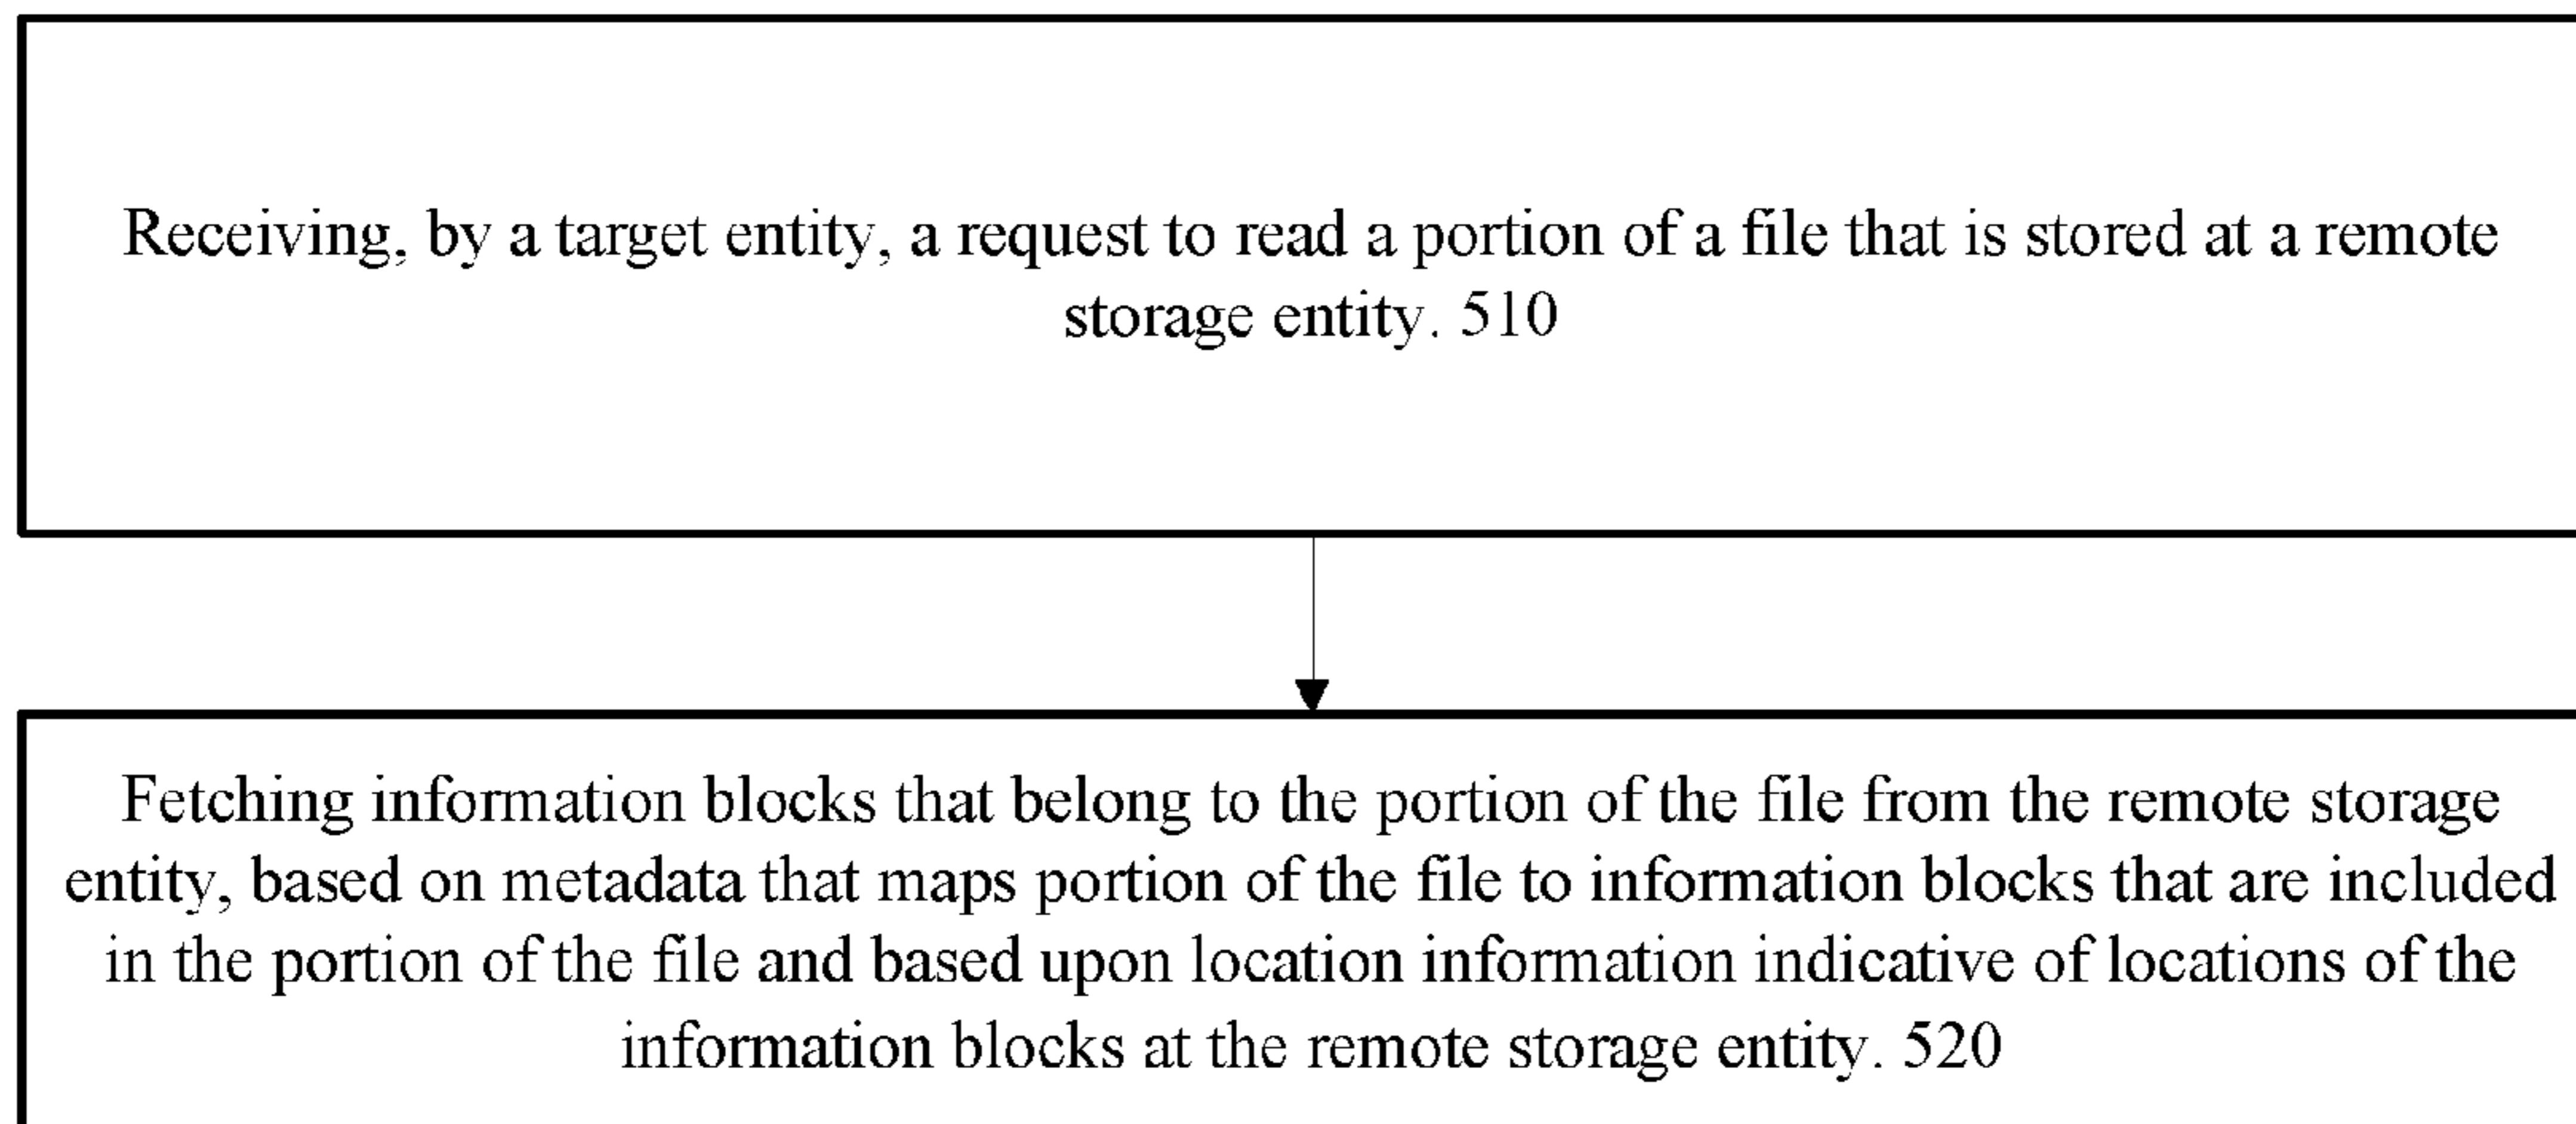 Receiving, by a target entity, a request to read a portion of a file that is stored at a remote
storage entity. 510
Fetching information blocks that belong to the portion of the file from the remote storage
entity, based on metadata that maps portion of the file to information blocks that are included
in the portion of the file and based upon location information indicative of locations of the
information blocks at the remote storage entity. 520